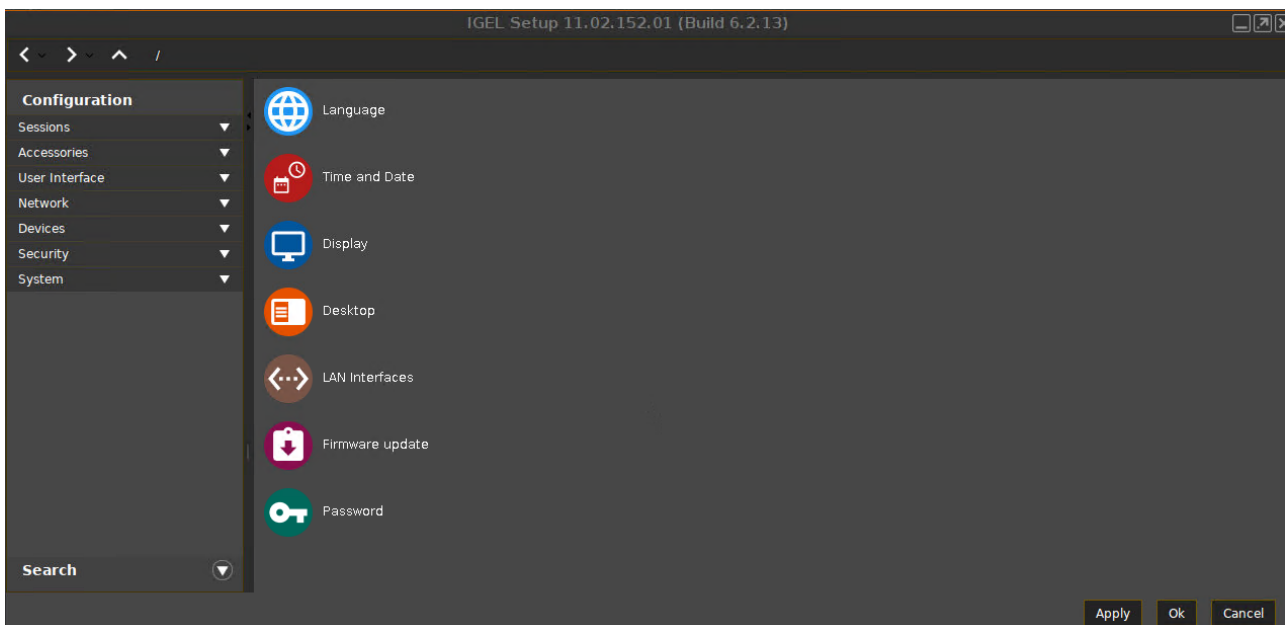 IGEL Setup 11.02.152.01 (Build 6.2.13)
/
Configuration
Sessions
Accessories
User Interface
Network
Devices
Security
System
Search
Language
Time and Date
Display
Desktop
LAN Interfaces
Firmware update
Password
Apply
Ok
Cancel